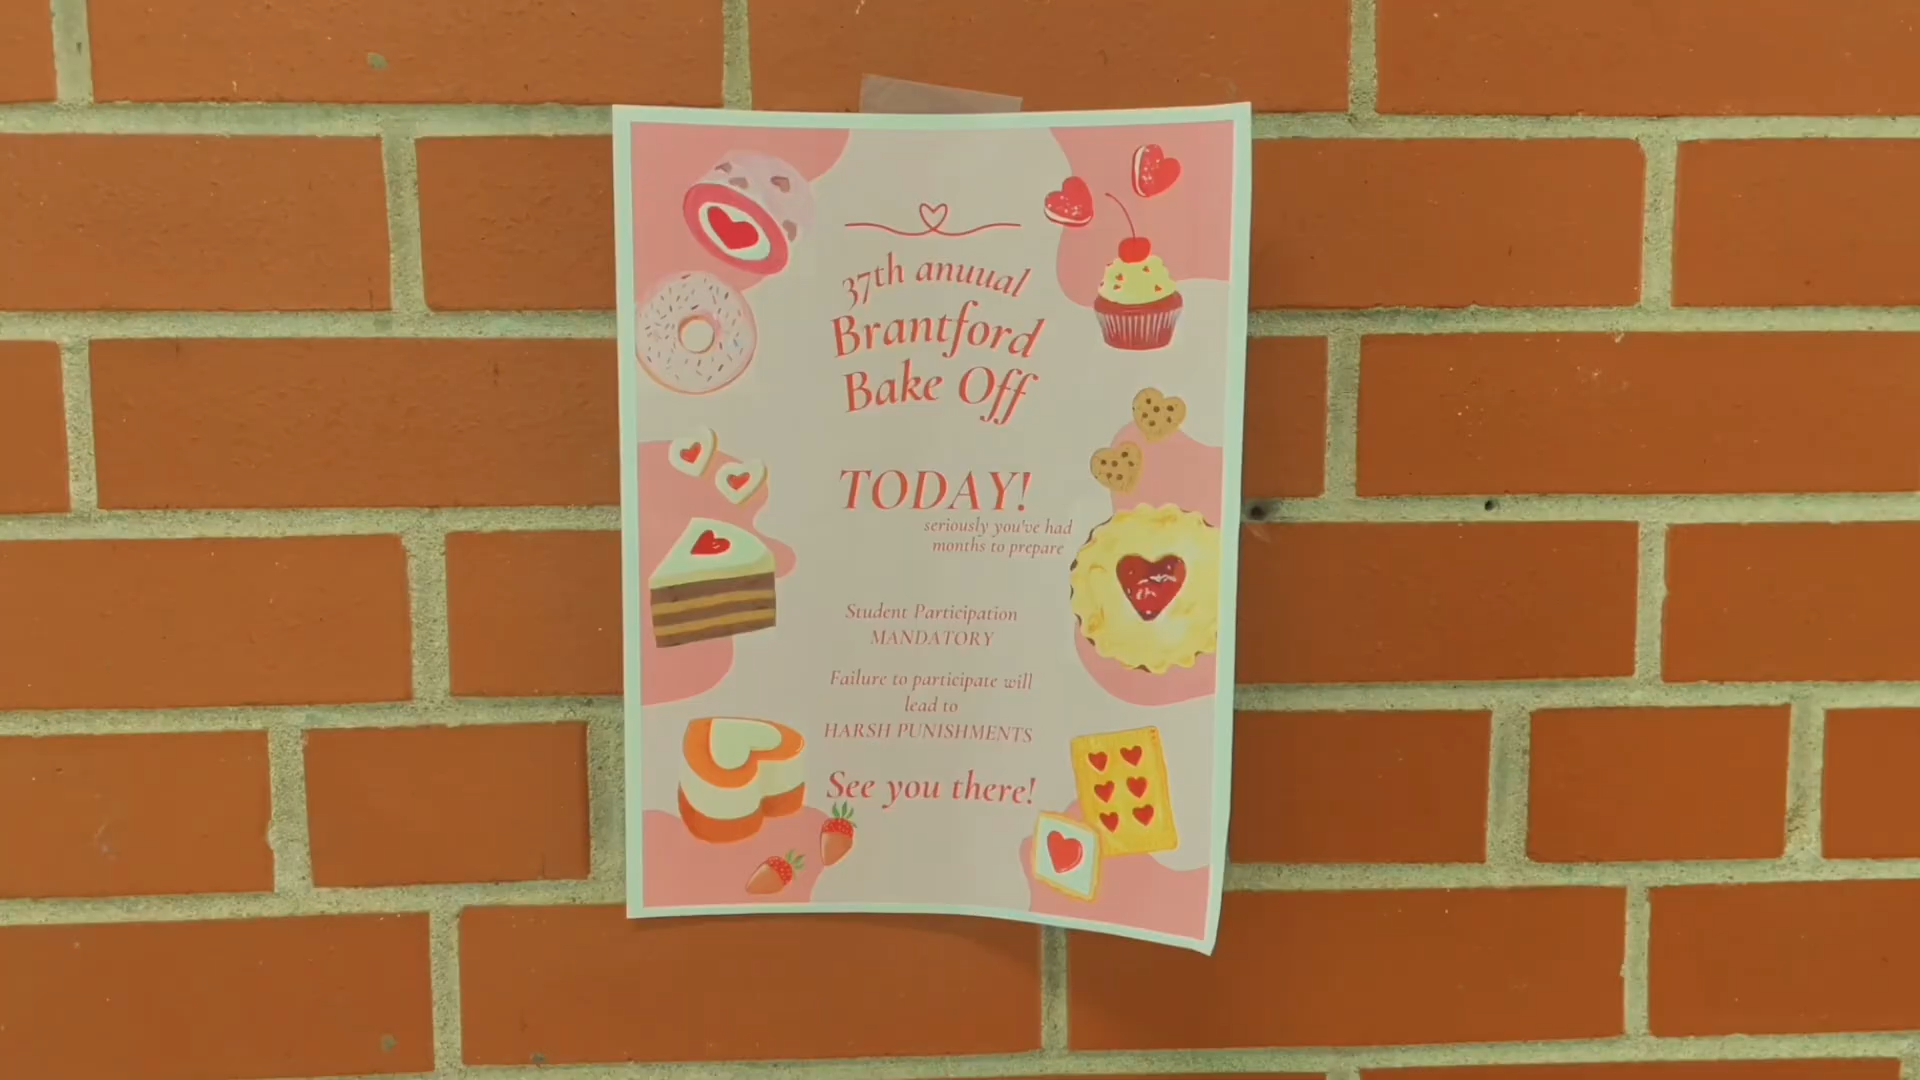 37th anuual
Brantford
Bake Off
TODAY!
seriously you've had
months to prepare
Student Participation
MANDATORY
Failure to participate will
lead to
HARSH PUNISHMENTS
See you there!